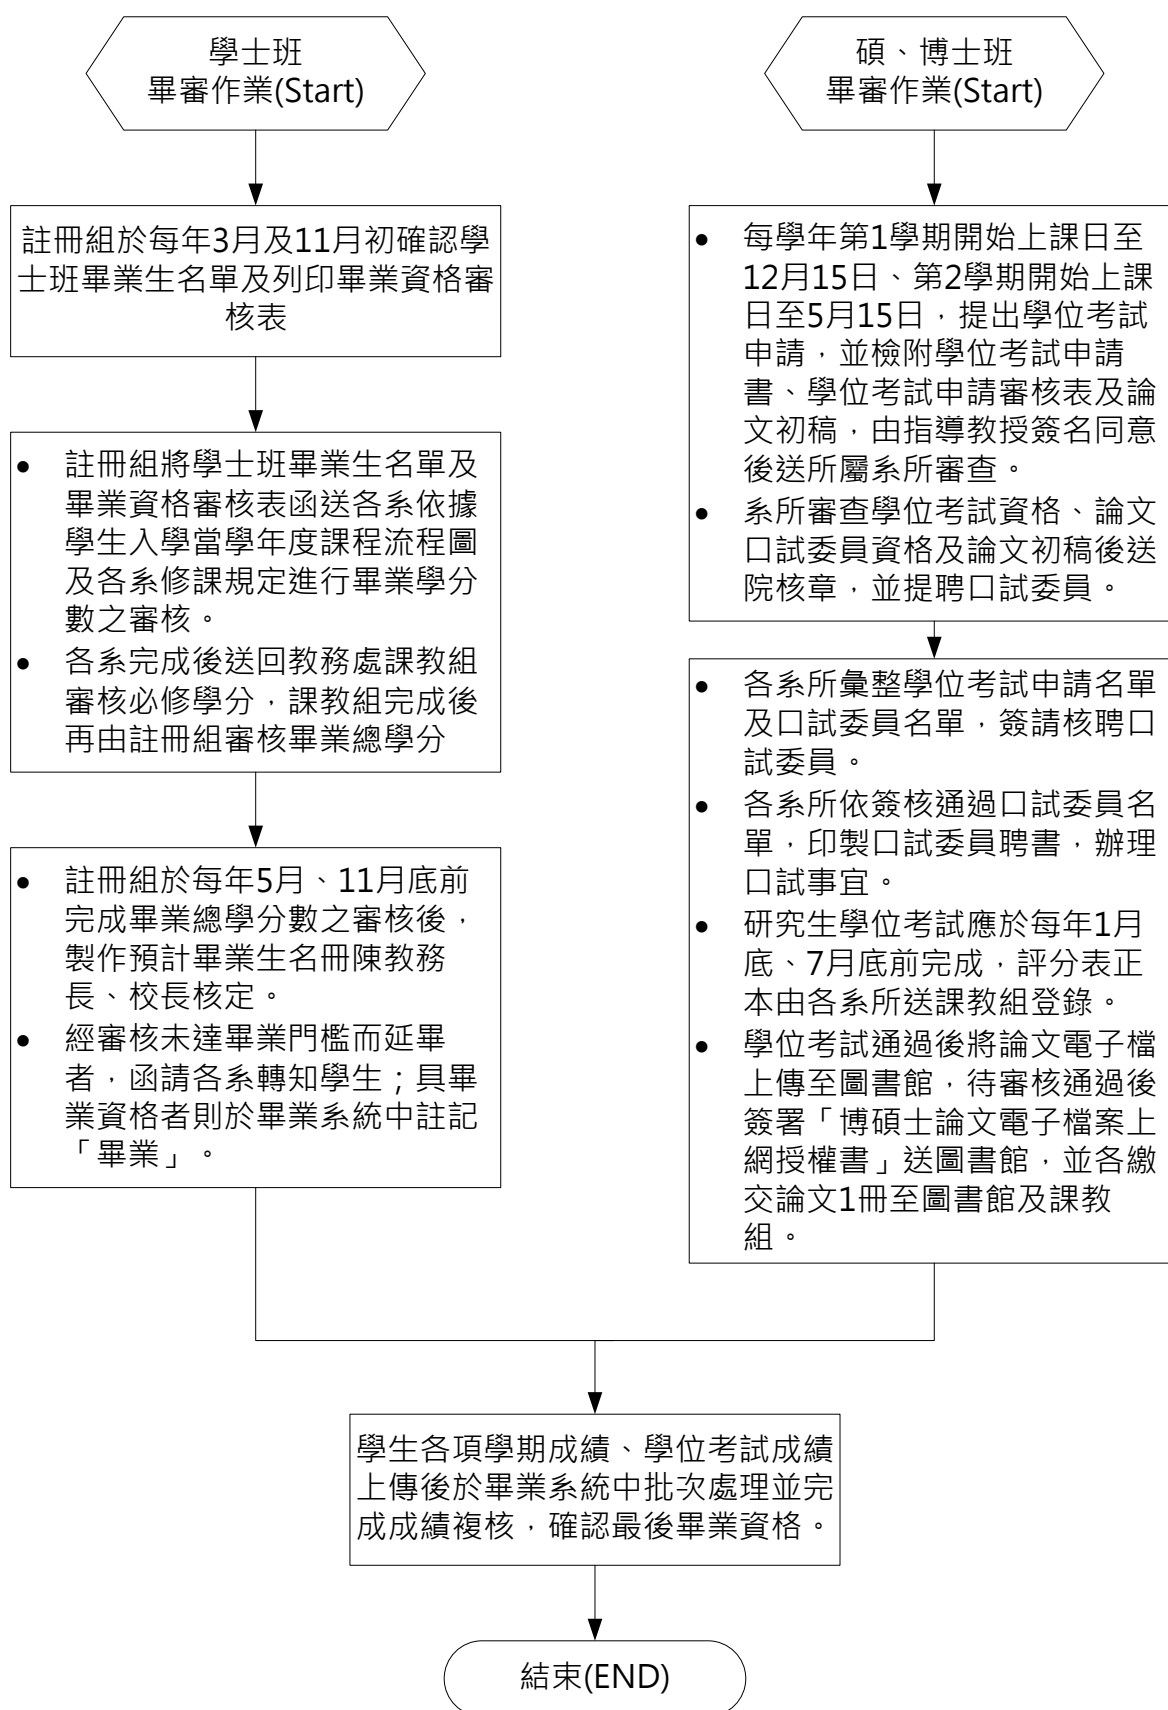 學士班
畢審作業(Start)
註冊組於每年3月及11月初確認學
士班畢業生名單及列印畢業資格審
核表
● 註冊組將學士班畢業生名單及
畢業資格審核表函送各系依據
學生入學當學年度課程流程圖
及各系修課規定進行畢業學分
數之審核。
● 各系完成後送回教務處課教組
審核必修學分，課教組完成後
再由註冊組審核畢業總學分
● 註冊組於每年5月、11月底前
完成畢業總學分數之審核後，
製作預計畢業生名冊陳教務
長、校長核定。
● 經審核未達畢業門檻而延畢
者，函請各系轉知學生；具畢
業資格者則於畢業系統中註記
「畢業」。
碩、博士班
畢審作業(Start)
● 每學年第1學期開始上課日至
12月15日、第2學期開始上課
日至5月15日，提出學位考試
申請，並檢附學位考試申請
書、學位考試申請審核表及論
文初稿，由指導教授簽名同意
後送所屬系所審查。
● 系所審查學位考試資格、論文
口試委員資格及論文初稿後送
院核章，並提聘口試委員。
● 各系所彙整學位考試申請名單
及口試委員名單，簽請核聘口
試委員。
● 各系所依簽核通過口試委員名
單，印製口試委員聘書，辦理
口試事宜。
● 研究生學位考試應於每年1月
底、7月底前完成，評分表正
本由各系所送課教組登錄。
● 學位考試通過後將論文電子檔
上傳至圖書館，待審核通過後
簽署「博碩士論文電子檔案上
網授權書」送圖書館，並各繳
交論文1冊至圖書館及課教
組。
學生各項學期成績、學位考試成績
上傳後於畢業系統中批次處理並完
成成績複核，確認最後畢業資格。
結束(END)